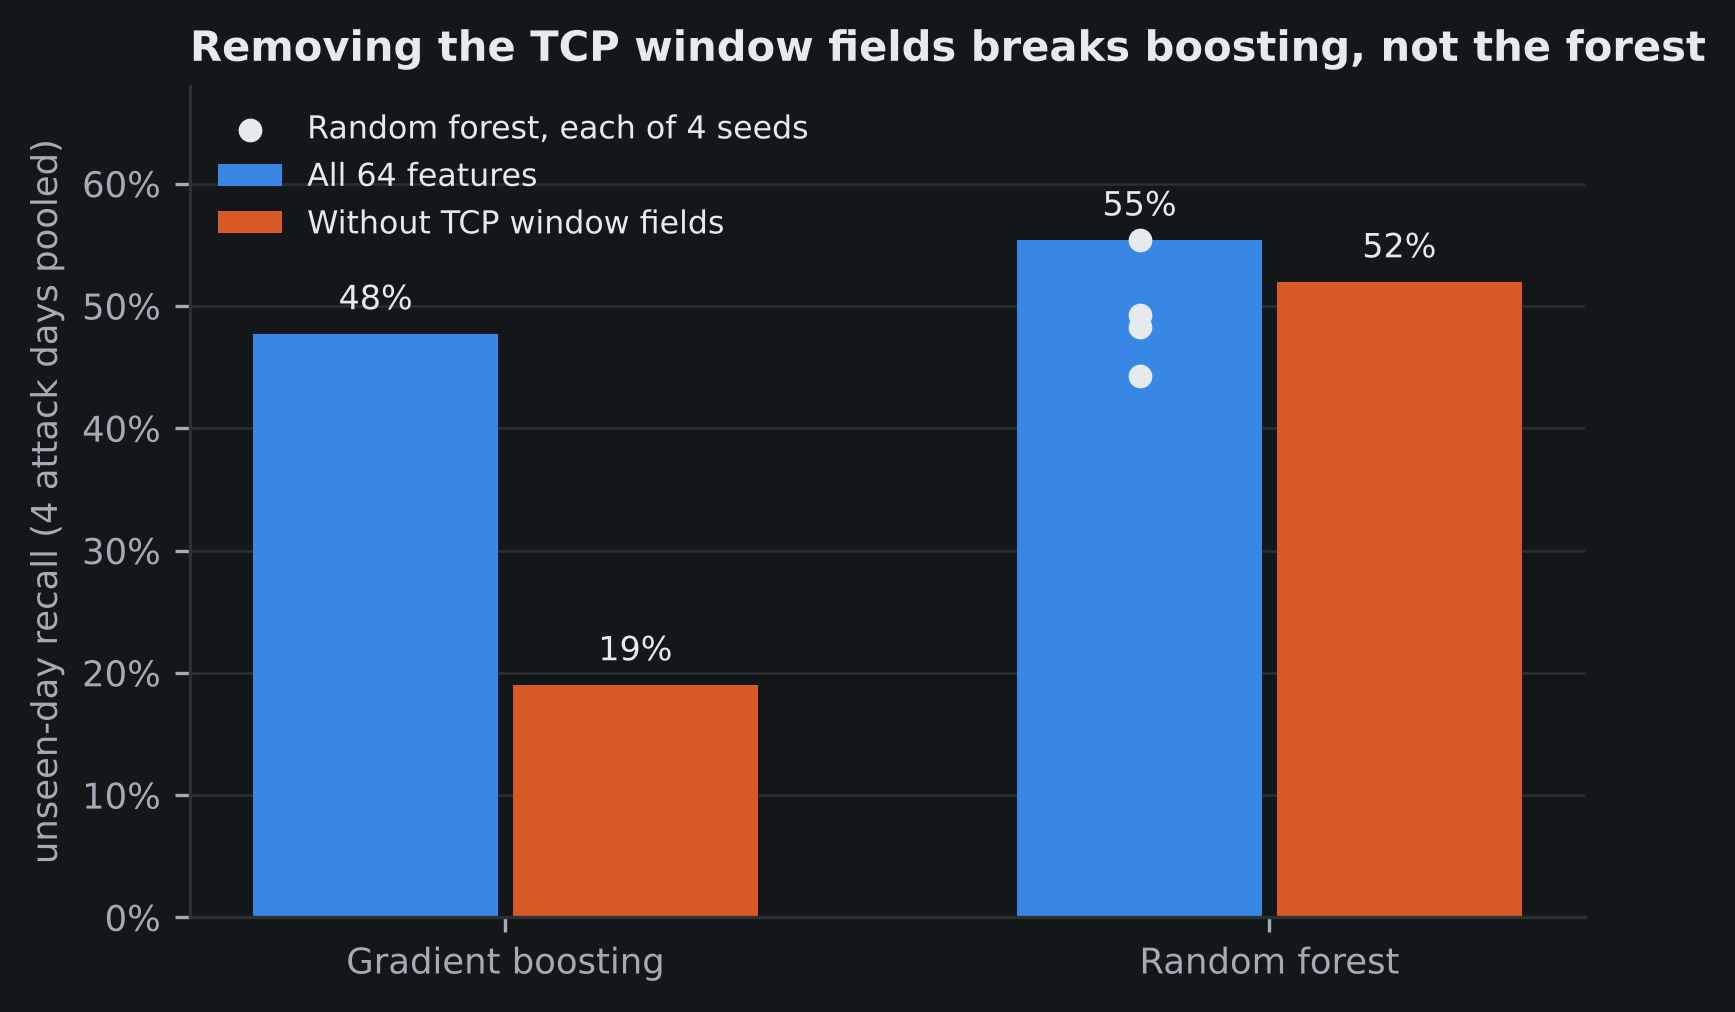 Removing the TCP window fields breaks boosting, not the forest
Random forest, each of 4 seeds
All 64 features
Without TCP window fields
unseen-day recall (4 attack days pooled)
60%
50%
40%
30%
20%
10%
0%
48%
19%
55%
52%
Gradient boosting
Random forest